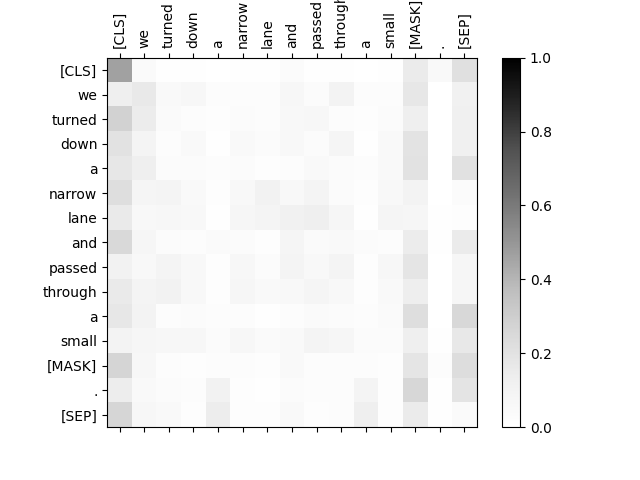 [CLS] we turned down a narrow lane and passed through a small [MASK] . [SEP]
[CLS]
we
turned
down
a
narrow
lane
and
passed
through
a
small
[MASK]
.
[SEP]
1.0
0.8
0.6
0.4
0.2
0.0